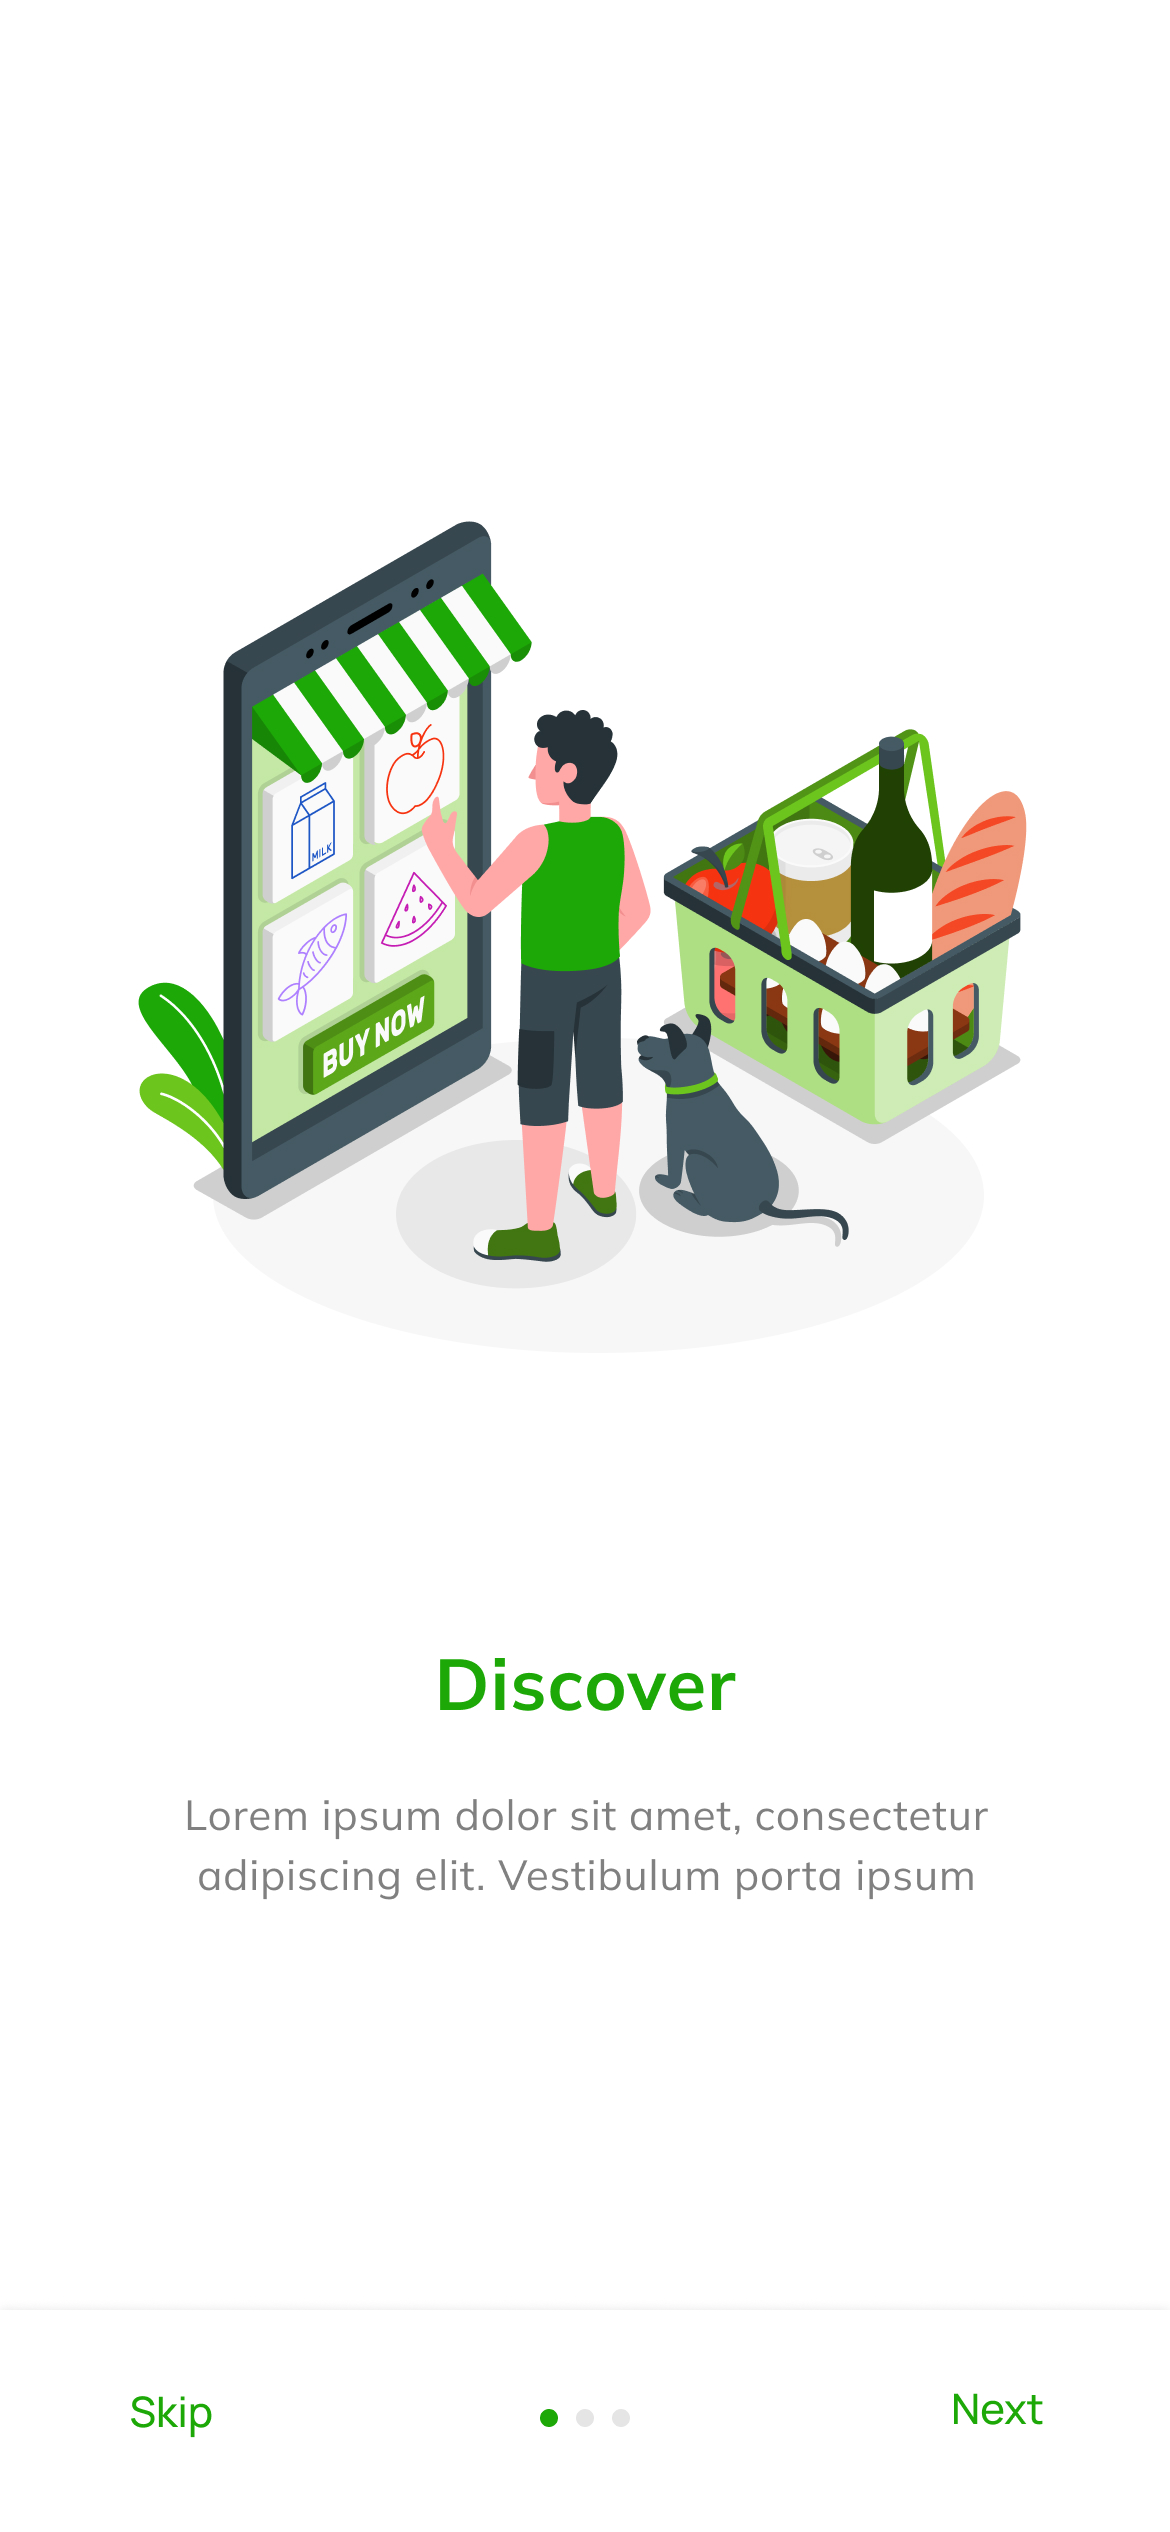 MILK
BUY NOW
Discover
Lorem ipsum dolor sit amet, consectetur
adipiscing elit. Vestibulum porta ipsum
Skip
Next